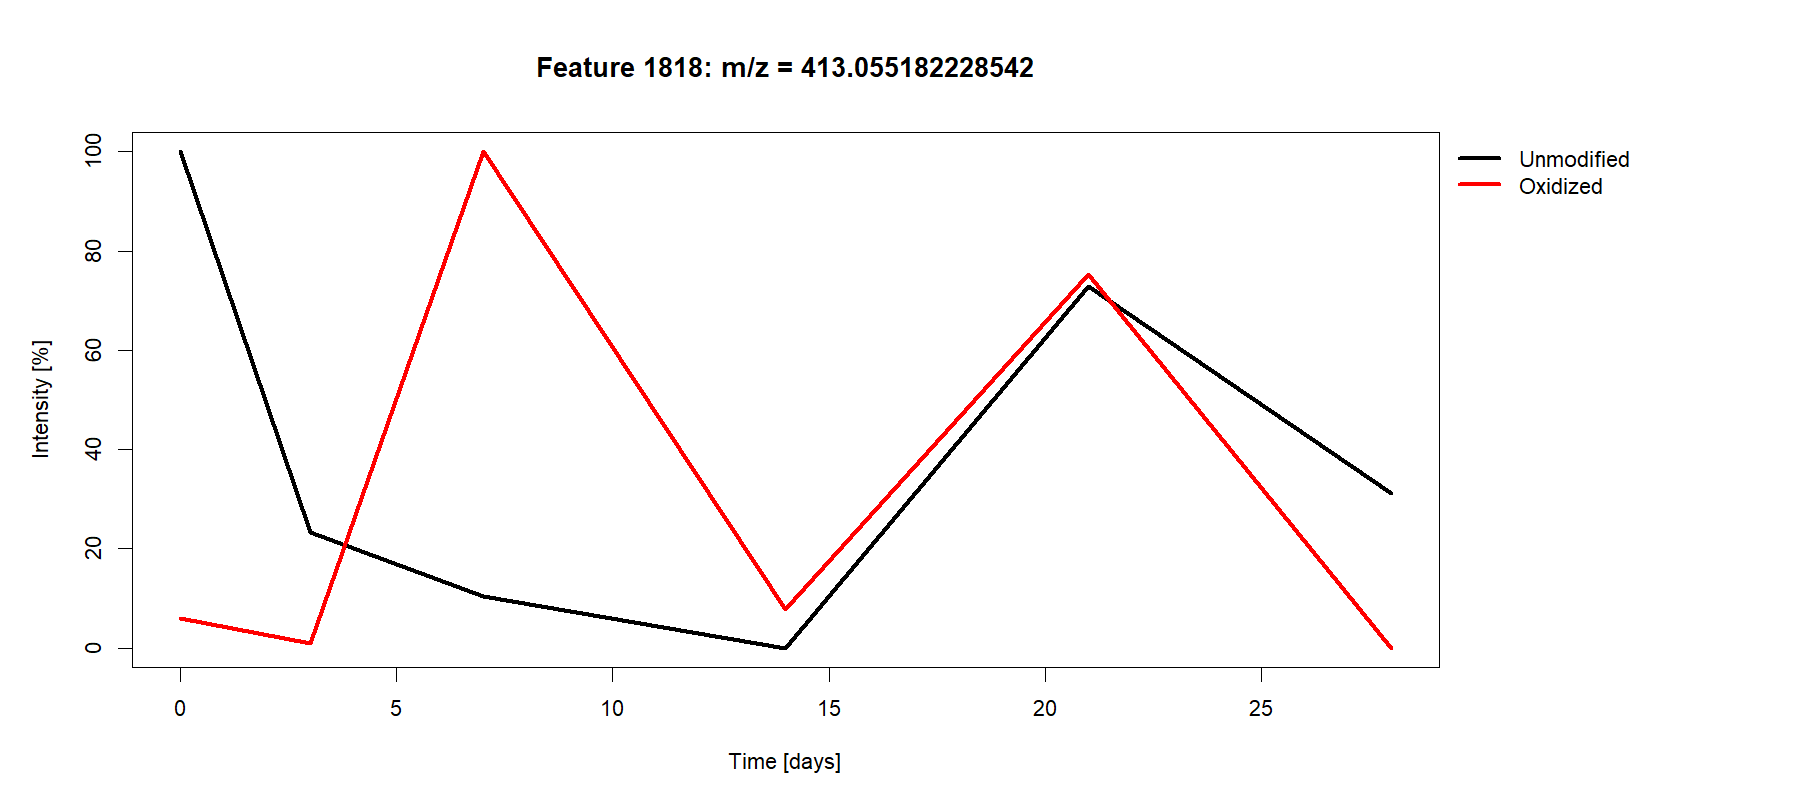 Feature 1818: m/z = 413.055182228542
Unmodified
Oxidized
Intensity [%]
100
80
60
40
20
0
0 5 10 15 20 25
Time [days]